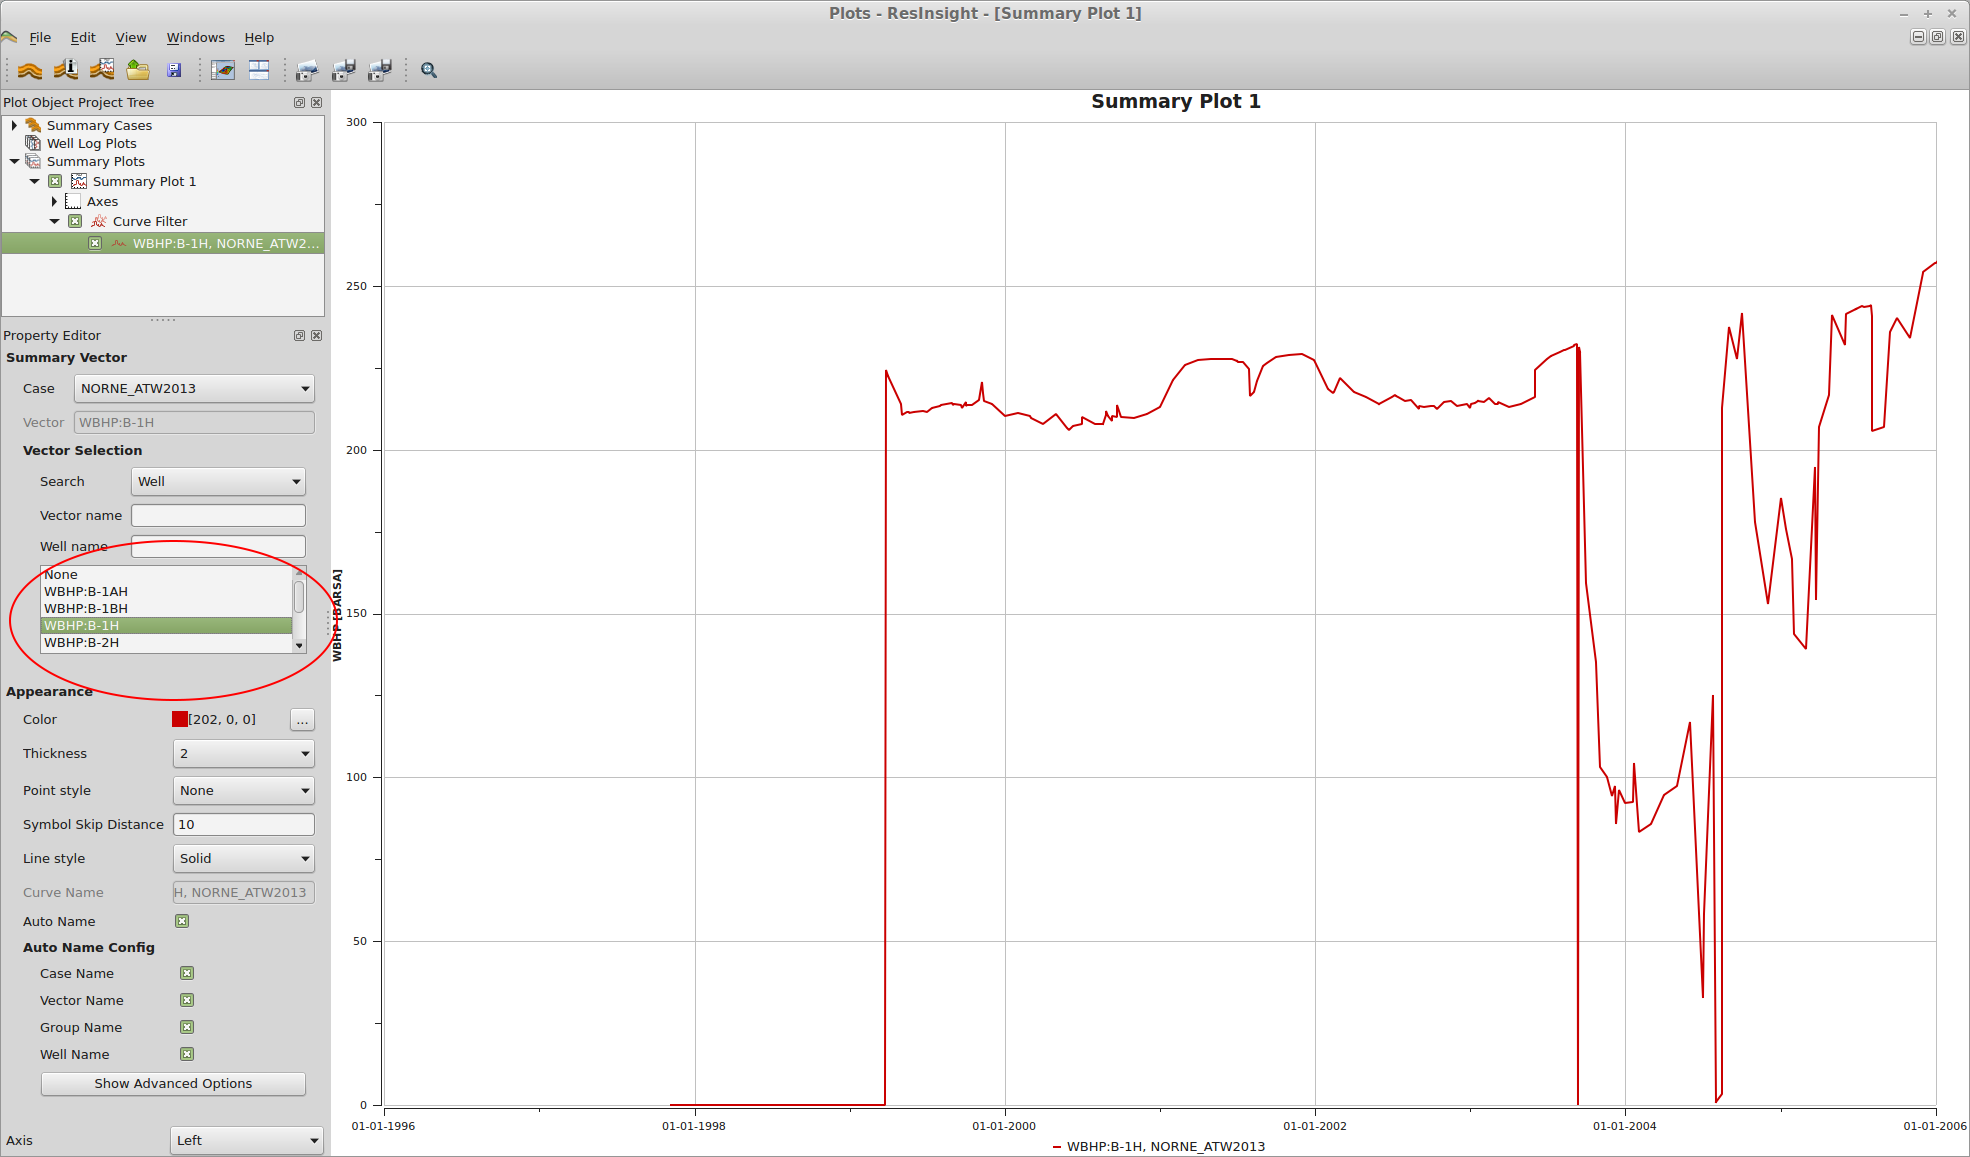 Plots - ResInsight - [Summary Plot 1]
File Edit View Windows Help
Plot Object Project Tree
Summary Cases
Well Log Plots
Summary Plots
Summary Plot 1
Axes
Curve Filter
WBHP:B-1H, NORNE_ATW2...
Property Editor
Summary Vector
Case NORNE_ATW2013
Vector WBHP:B-1H
Vector Selection
Search Well
Vector name
Well name
None
WBHP:B-1AH
WBHP:B-1BH
WBHP:B-1H
WBHP:B-2H
Appearance
Color [202, 0, 0] ...
Thickness 2
Point style None
Symbol Skip Distance 10
Line style Solid
Curve Name H, NORNE_ATW2013
Auto Name
Auto Name Config
Case Name
Vector Name
Group Name
Well Name
Show Advanced Options
Axis Left
Summary Plot 1
300
250
200
150
100
50
0
WBHP [BARSA]
01-01-1996 01-01-1998 01-01-2000 01-01-2002 01-01-2004 01-01-2006
WBHP:B-1H, NORNE_ATW2013